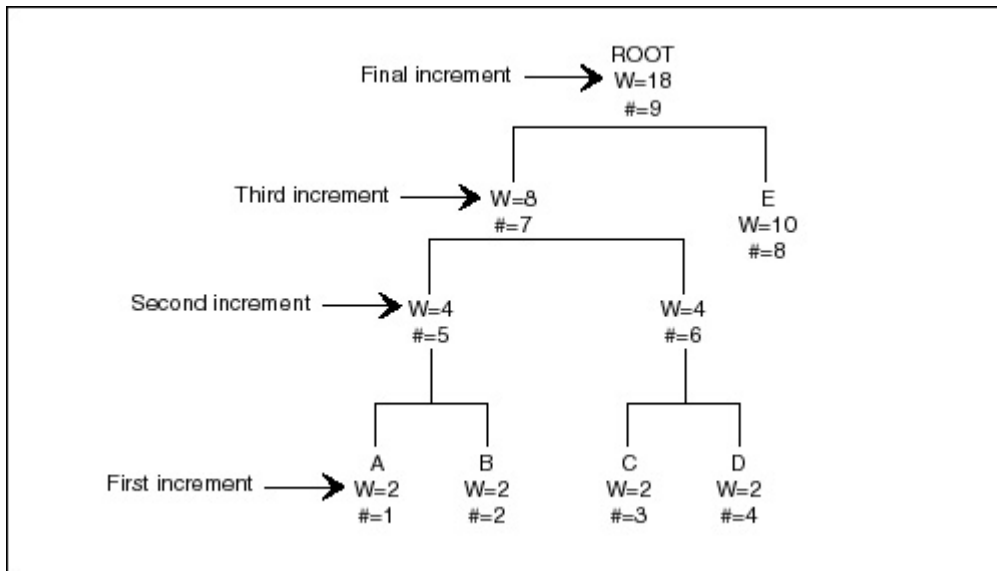 ROOT
Final increment
W=18
#=9
Third increment
W=8
#=7
E
W=10
#=8
Second increment
W=4
#=5
W=4
#=6
A
B
C
D
First increment
W=2
W=2
W=2
W=2
#=1
#=2
#=3
#=4